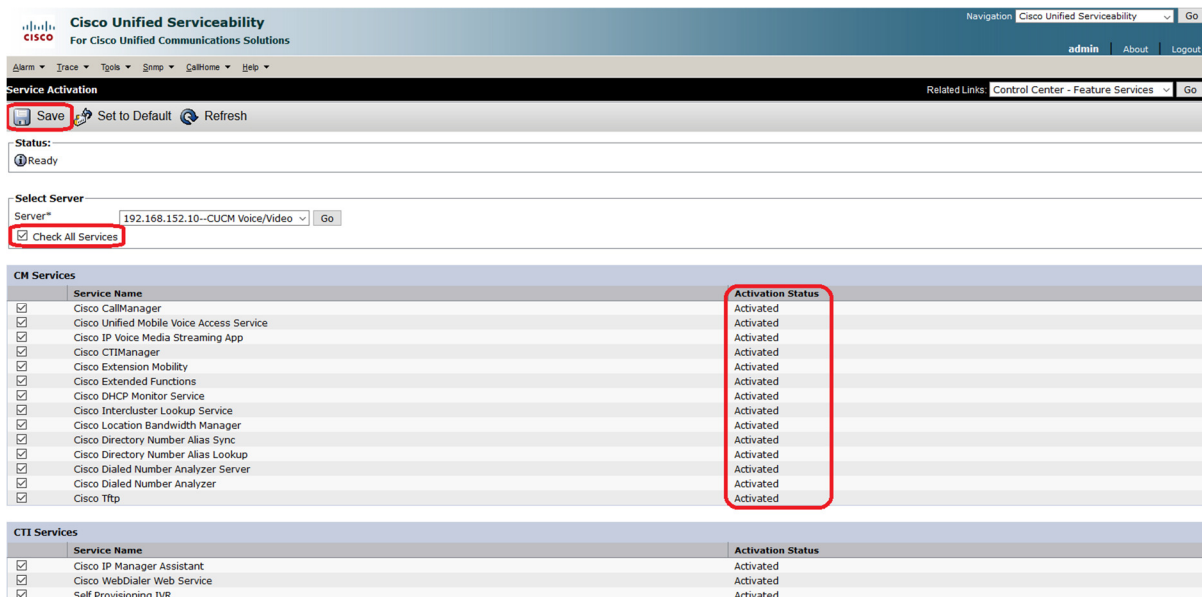 Cisco Unified Serviceability
For Cisco Unified Communications Solutions
CISCO
Navigation Cisco Unified Serviceability Go
admin About Logout
Alarm Trace Tools Snmp CallHome Help
Service Activation
Related Links: Control Center - Feature Services Go
Save Set to Default Refresh
Status:
Ready
Select Server
Server* 192.168.152.10--CUCM Voice/Video Go
Check All Services
CM Services
Service Name Activation Status
Cisco CallManager Activated
Cisco Unified Mobile Voice Access Service Activated
Cisco IP Voice Media Streaming App Activated
Cisco CTIManager Activated
Cisco Extension Mobility Activated
Cisco Extended Functions Activated
Cisco DHCP Monitor Service Activated
Cisco Intercluster Lookup Service Activated
Cisco Location Bandwidth Manager Activated
Cisco Directory Number Alias Sync Activated
Cisco Directory Number Alias Lookup Activated
Cisco Dialed Number Analyzer Server Activated
Cisco Dialed Number Analyzer Activated
Cisco Tftp Activated
CTI Services
Service Name Activation Status
Cisco IP Manager Assistant Activated
Cisco WebDialer Web Service Activated
Self Provisioning IVR Activated